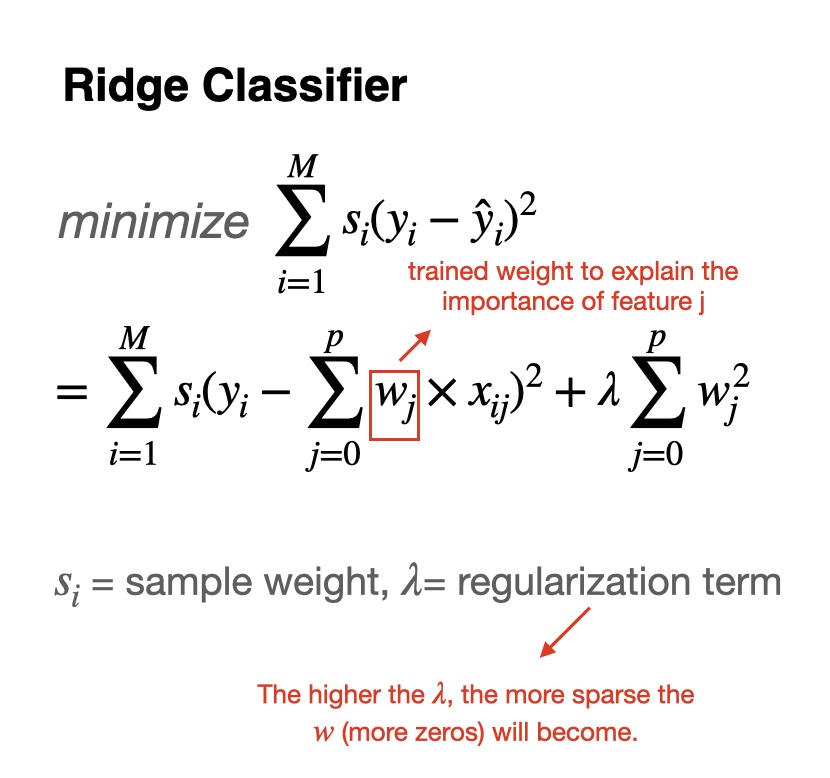 Ridge Classifier
minimize $\sum_{i=1}^{M} s_i(y_i - \hat{y}_i)^2$
trained weight to explain the
importance of feature j
$= \sum_{i=1}^{M} s_i(y_i - \sum_{j=0}^{p} w_j \times x_{ij})^2 + \lambda \sum_{j=0}^{p} w_j^2$
$s_i$ = sample weight, $\lambda$= regularization term
The higher the $\lambda$, the more sparse the
$w$ (more zeros) will become.